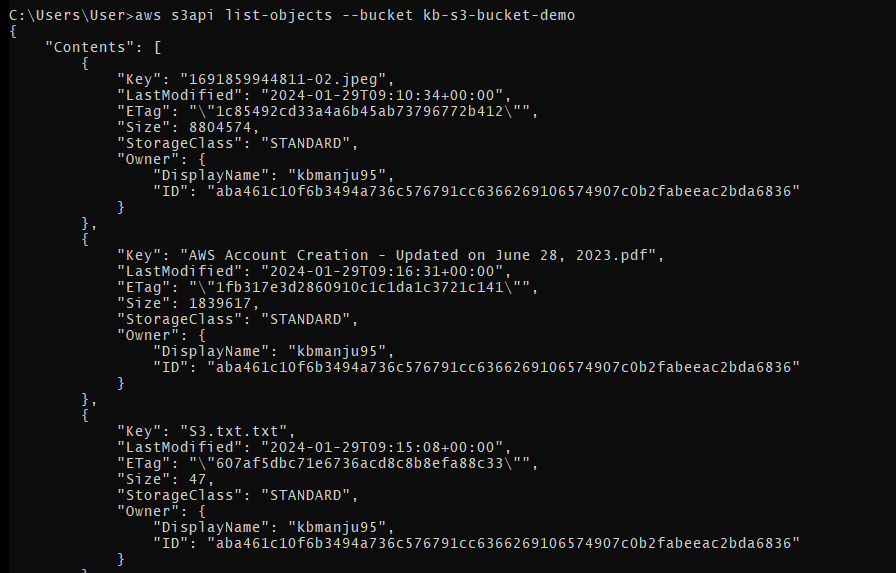 C:\Users\User>aws s3api list-objects --bucket kb-s3-bucket-demo
{
    "Contents": [
        {
            "Key": "1691859944811-02.jpeg",
            "LastModified": "2024-01-29T09:10:34+00:00",
            "ETag": "\"1c85492cd33a4a6b45ab73796772b412\"",
            "Size": 8804574,
            "StorageClass": "STANDARD",
            "Owner": {
                "DisplayName": "kbmanju95",
                "ID": "aba461c10f6b3494a736c576791cc6366269106574907c0b2fabeeac2bda6836"
            }
        },
        {
            "Key": "AWS Account Creation - Updated on June 28, 2023.pdf",
            "LastModified": "2024-01-29T09:16:31+00:00",
            "ETag": "\"1fb317e3d2860910c1c1da1c3721c141\"",
            "Size": 1839617,
            "StorageClass": "STANDARD",
            "Owner": {
                "DisplayName": "kbmanju95",
                "ID": "aba461c10f6b3494a736c576791cc6366269106574907c0b2fabeeac2bda6836"
            }
        },
        {
            "Key": "S3.txt.txt",
            "LastModified": "2024-01-29T09:15:08+00:00",
            "ETag": "\"607af5dbc71e6736acd8c8b8efa88c33\"",
            "Size": 47,
            "StorageClass": "STANDARD",
            "Owner": {
                "DisplayName": "kbmanju95",
                "ID": "aba461c10f6b3494a736c576791cc6366269106574907c0b2fabeeac2bda6836"
            }